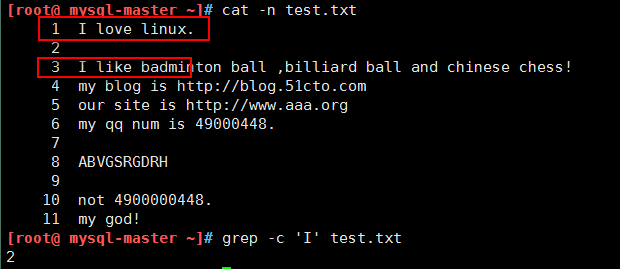 [root@ mysql-master ~]# cat -n test.txt
1 I love linux.
2
3 I like badminton ball ,billiard ball and chinese chess!
4 my blog is http://blog.51cto.com
5 our site is http://www.aaa.org
6 my qq num is 49000448.
7
8 ABVGSRGDRH
9
10 not 4900000448.
11 my god!
[root@ mysql-master ~]# grep -c 'I' test.txt
2